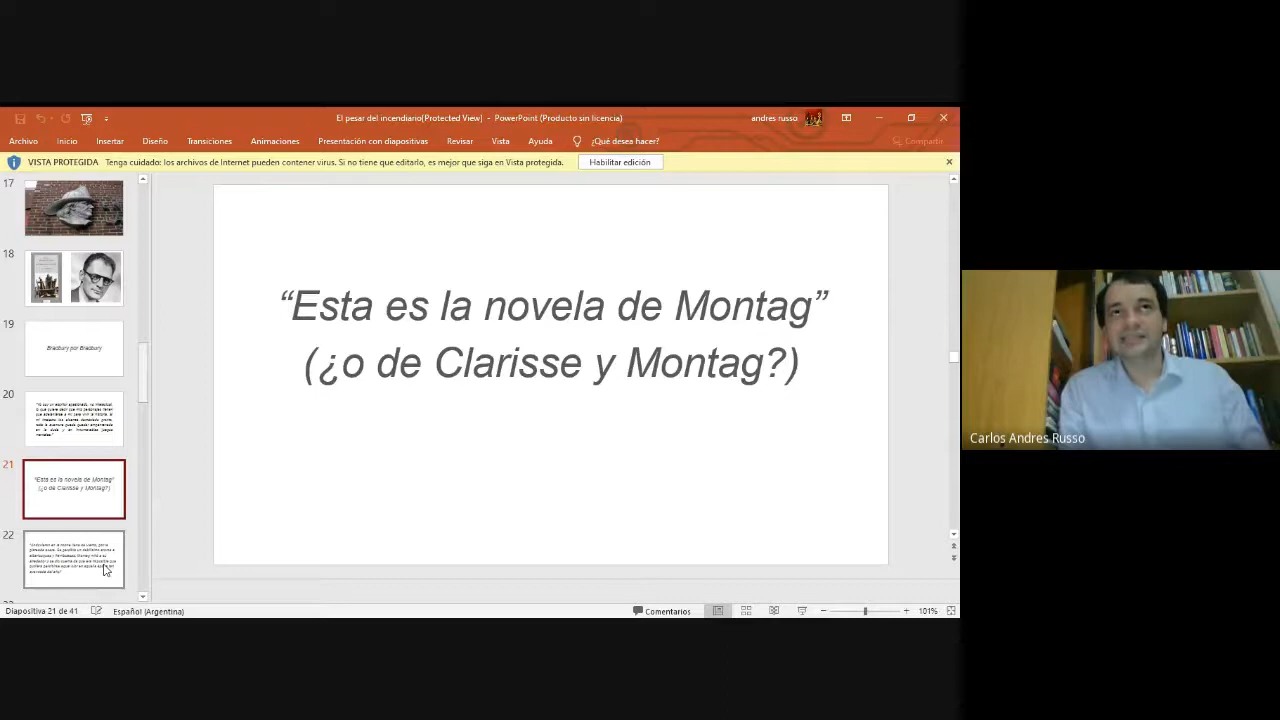 El pesar del incendiario(Protected View) - PowerPoint (Producto sin licencia)
andres russo
Archivo Inicio Insertar Diseño Transiciones Animaciones Presentación con diapositivas Revisar Vista Ayuda ¿Qué desea hacer? Compartir
VISTA PROTEGIDA Tenga cuidado: los archivos de Internet pueden contener virus. Si no tiene que editarlo, es mejor que siga en Vista protegida. Habilitar edición
17
18
19
Bradbury por Bradbury
20
21
“Esta es la novela de Montag”
(¿o de Clarisse y Montag?)
22
“Esta es la novela de Montag”
(¿o de Clarisse y Montag?)
Carlos Andres Russo
Diapositiva 21 de 41 Español (Argentina) Comentarios 101%